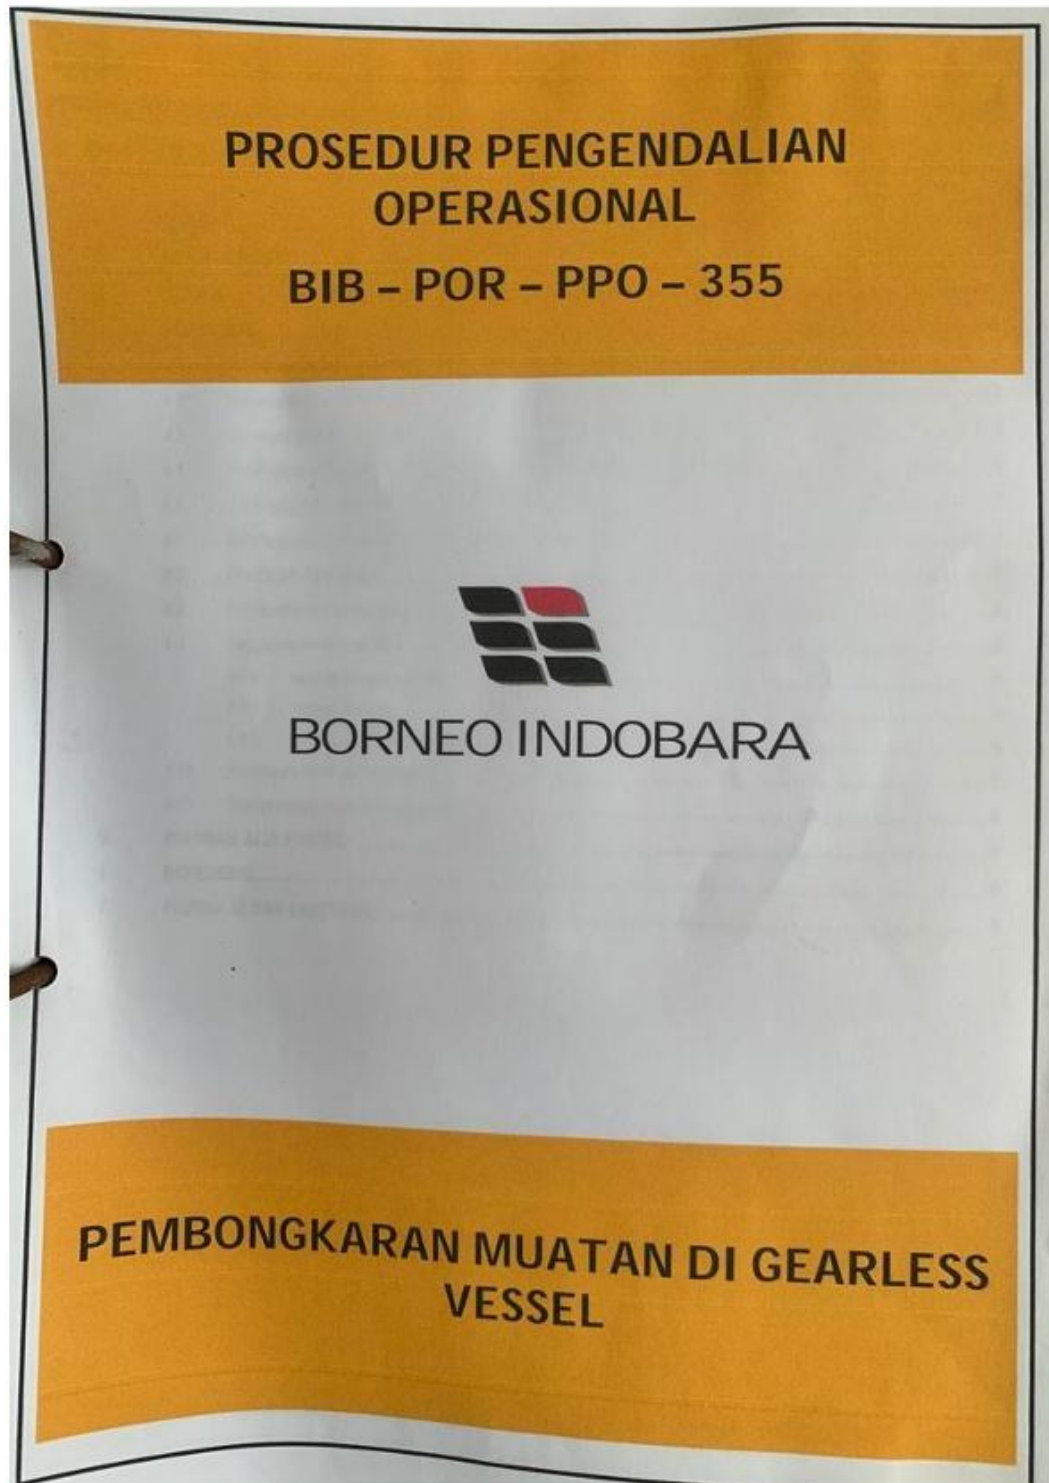 PROSEDUR PENGENDALIAN
OPERASIONAL
BIB – POR – PPO – 355
BORNEO INDOBARA
PEMBONGKARAN MUATAN DI GEARLESS
VESSEL